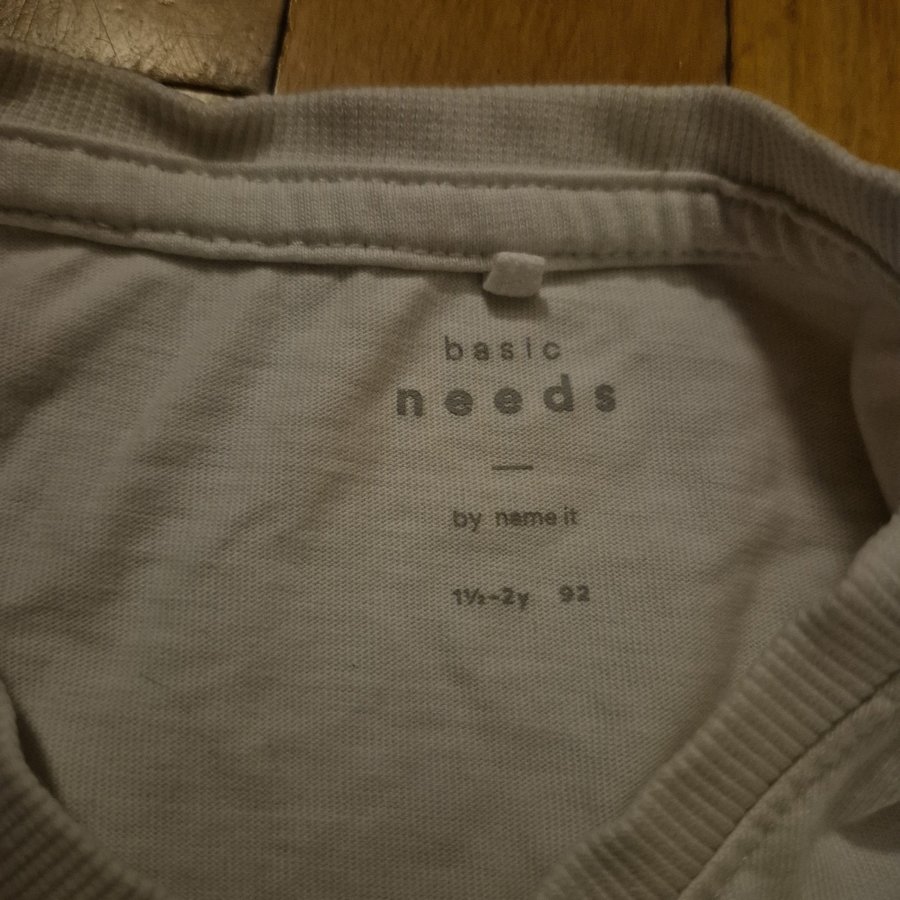 basic
needs
—
by name it
1½-2y 92